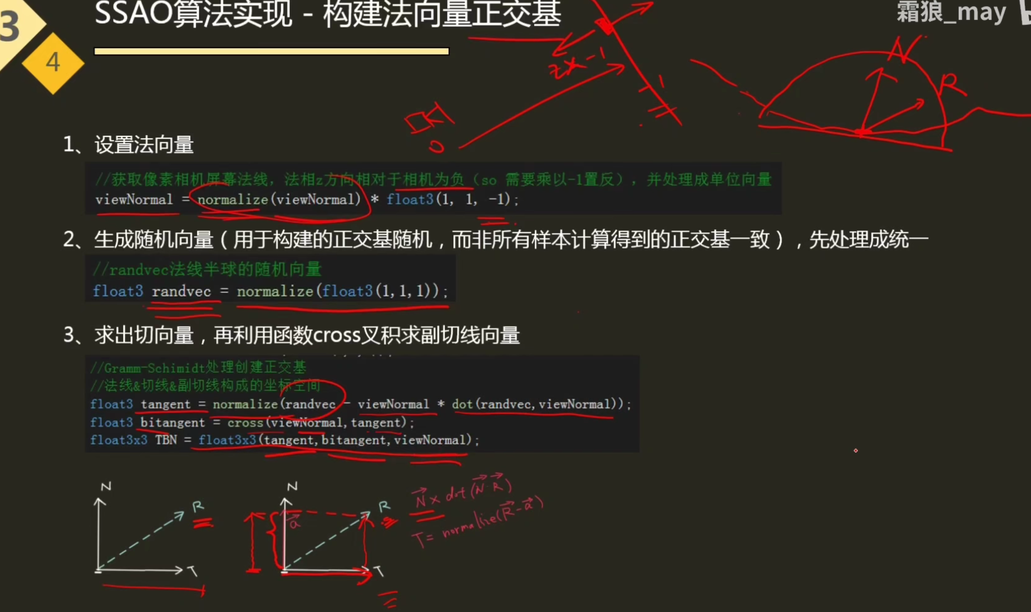 3
4
SSAO算法实现 - 构建法向量正交基
霜狼_may
2x-1
0
N
R
1、设置法向量
//获取像素相机屏幕法线，法相z方向相对于相机为负（so 需要乘以-1置反），并处理成单位向量
viewNormal = normalize(viewNormal) * float3(1, 1, -1);
2、生成随机向量（用于构建的正交基随机，而非所有样本计算得到的正交基一致），先处理成统一
//randvec法线半球的随机向量
float3 randvec = normalize(float3(1,1,1));
3、求出切向量，再利用函数cross叉积求副切线向量
//Gramm-Schimidt处理创建正交基
//法线&切线&副切线构成的坐标空间
float3 tangent = normalize(randvec - viewNormal * dot(randvec,viewNormal));
float3 bitangent = cross(viewNormal,tangent);
float3x3 TBN = float3x3(tangent,bitangent,viewNormal);
N
R
T
N
a
R
T
N x dot(N·R)
T= normalize(R-a)